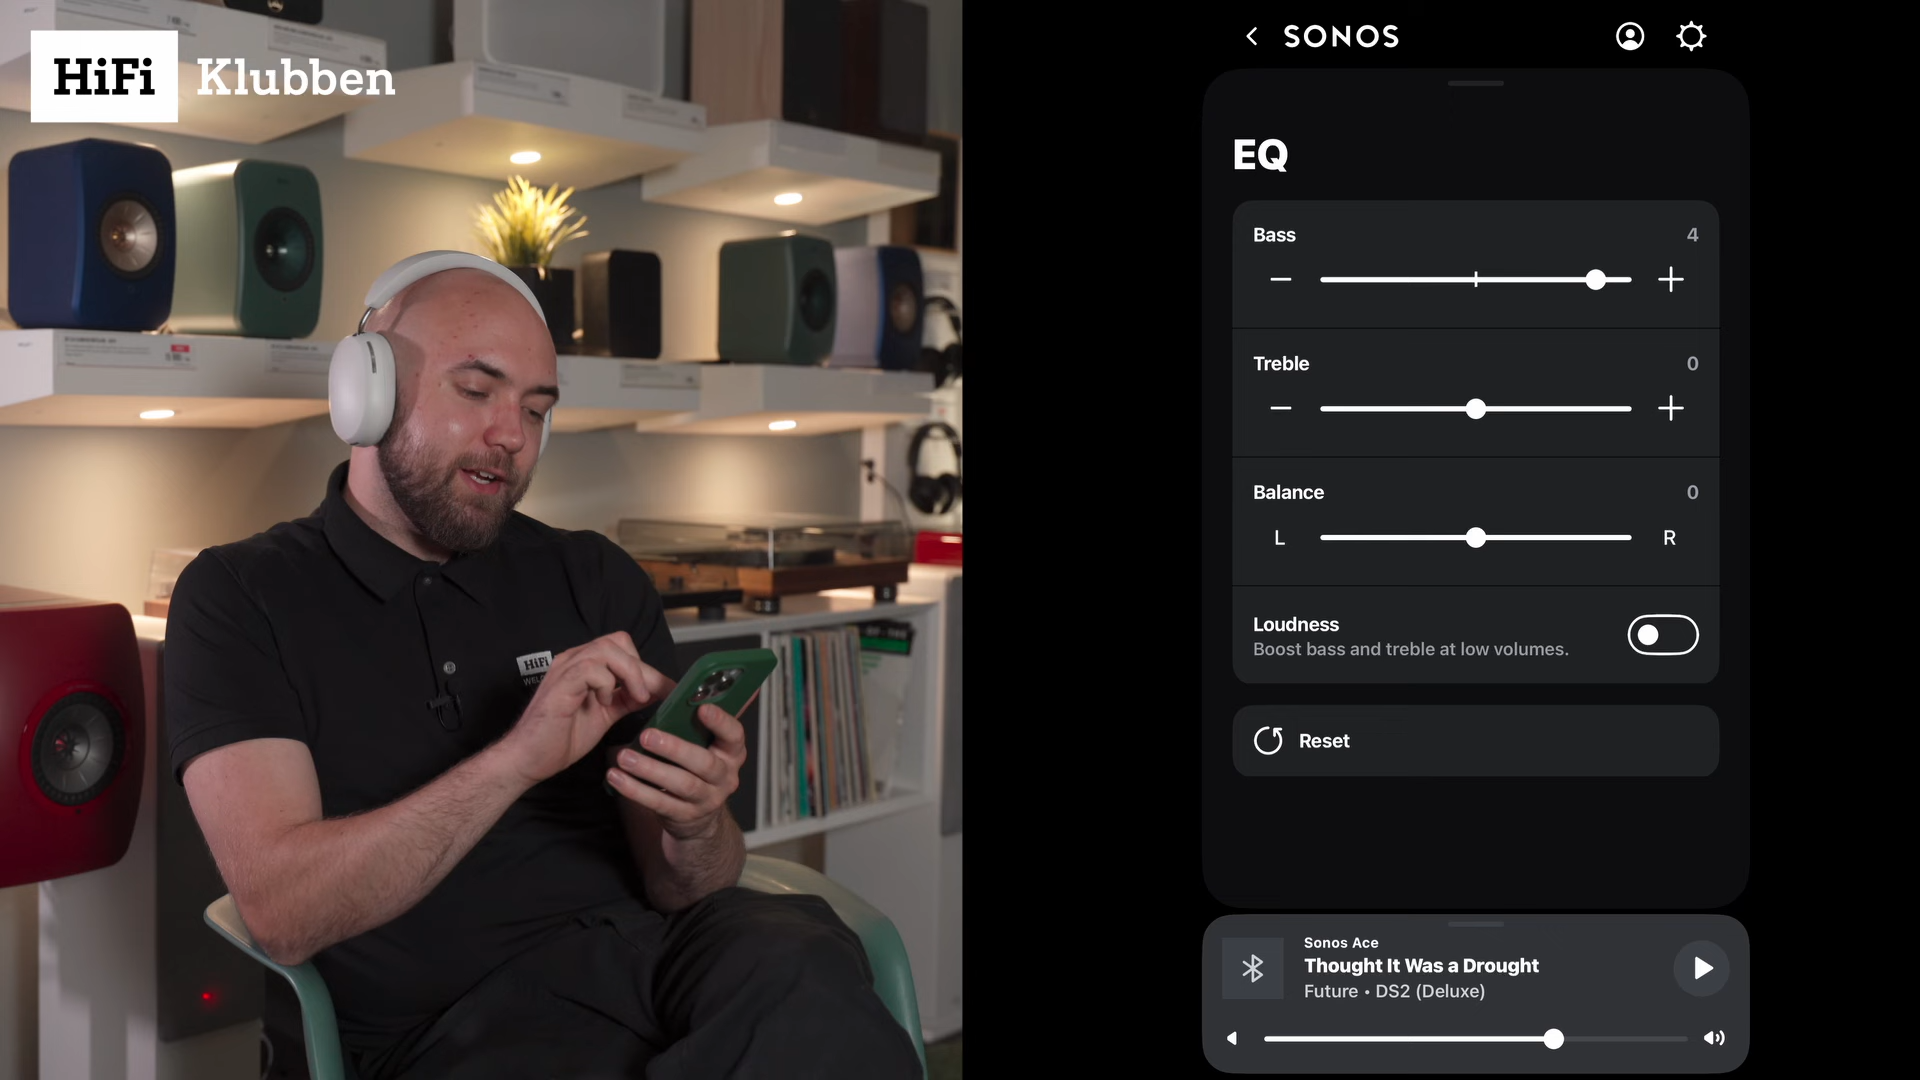 HiFi Klubben
HiFi
SONOS
EQ
Bass 4
Treble 0
Balance 0
L R
Loudness
Boost bass and treble at low volumes.
Reset
Sonos Ace
Thought It Was a Drought
Future • DS2 (Deluxe)